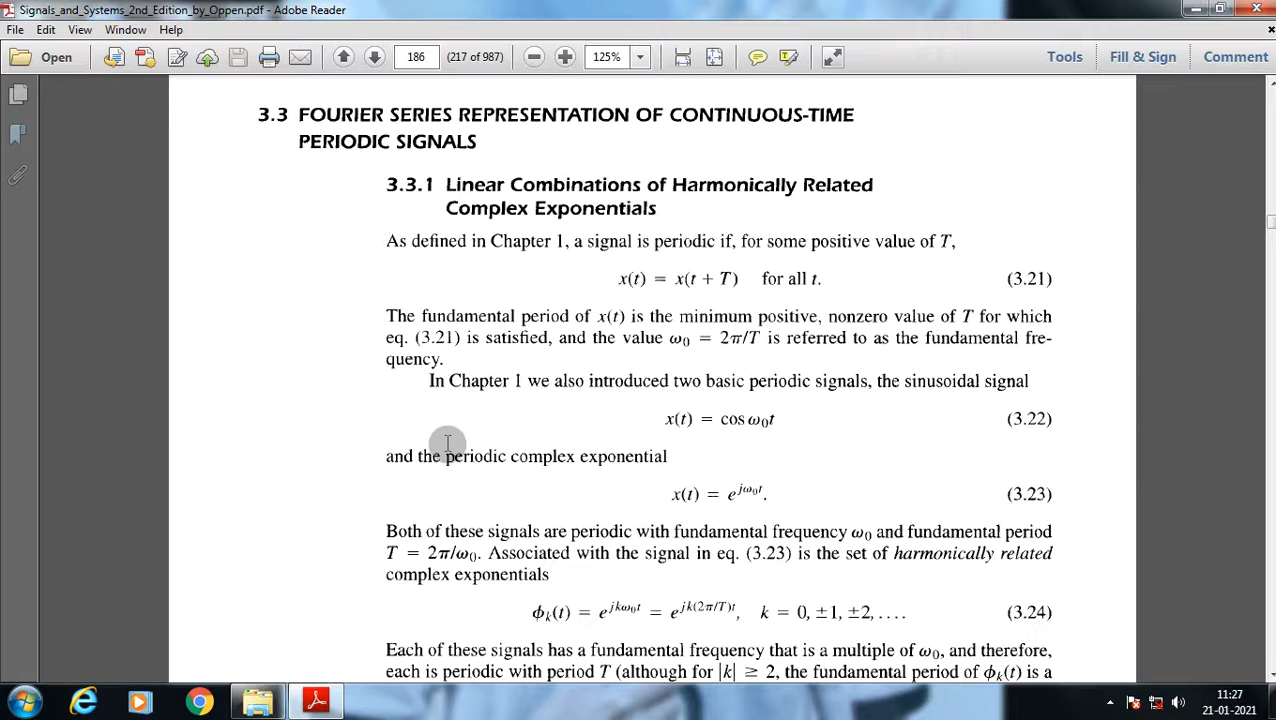 Signals_and_Systems_2nd_Edition_by_Oppen.pdf - Adobe Reader
File Edit View Window Help
Open 186 (217 of 987) 125% Tools Fill & Sign Comment
3.3 FOURIER SERIES REPRESENTATION OF CONTINUOUS-TIME
PERIODIC SIGNALS
3.3.1 Linear Combinations of Harmonically Related
Complex Exponentials
As defined in Chapter 1, a signal is periodic if, for some positive value of T,
x(t) = x(t + T) for all t. (3.21)
The fundamental period of x(t) is the minimum positive, nonzero value of T for which
eq. (3.21) is satisfied, and the value ω₀ = 2π/T is referred to as the fundamental fre-
quency.
In Chapter 1 we also introduced two basic periodic signals, the sinusoidal signal
x(t) = cos ω₀t (3.22)
and the periodic complex exponential
x(t) = e^{jω₀t}. (3.23)
Both of these signals are periodic with fundamental frequency ω₀ and fundamental period
T = 2π/ω₀. Associated with the signal in eq. (3.23) is the set of harmonically related
complex exponentials
ϕₖ(t) = e^{jkω₀t} = e^{jk(2π/T)t}, k = 0, ±1, ±2, . . . . (3.24)
Each of these signals has a fundamental frequency that is a multiple of ω₀, and therefore,
each is periodic with period T (although for |k| ≥ 2, the fundamental period of ϕₖ(t) is a
11:27
21-01-2021